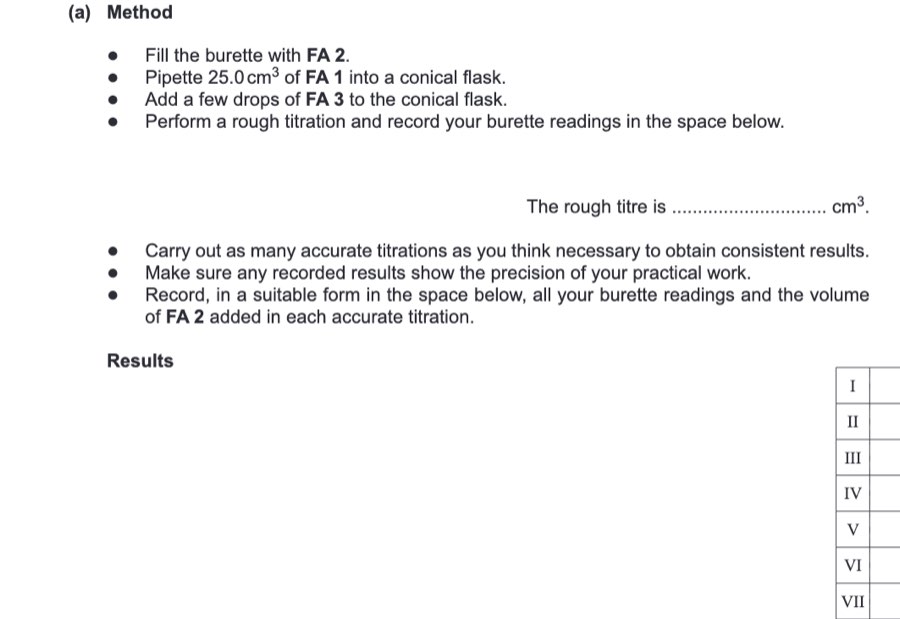 (a) Method
● Fill the burette with FA 2.
● Pipette 25.0 cm³ of FA 1 into a conical flask.
● Add a few drops of FA 3 to the conical flask.
● Perform a rough titration and record your burette readings in the space below.
The rough titre is .............................. cm³.
● Carry out as many accurate titrations as you think necessary to obtain consistent results.
● Make sure any recorded results show the precision of your practical work.
● Record, in a suitable form in the space below, all your burette readings and the volume
of FA 2 added in each accurate titration.
Results
I
II
III
IV
V
VI
VII